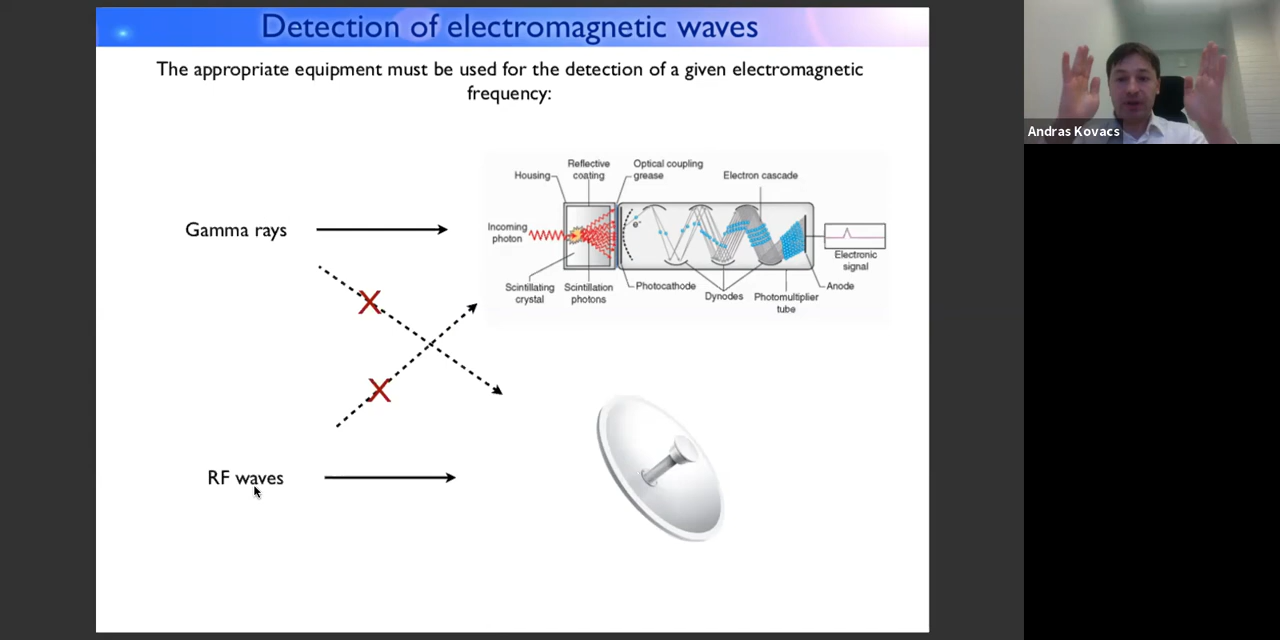 Detection of electromagnetic waves
The appropriate equipment must be used for the detection of a given electromagnetic
frequency:
Andras Kovacs
Housing
Reflective
coating
Optical coupling
grease
Electron cascade
Gamma rays
Incoming
photon
e-
Electronic
signal
Scintillating
crystal
Scintillation
photons
Photocathode
Dynodes
Photomultiplier
tube
Anode
X
X
RF waves